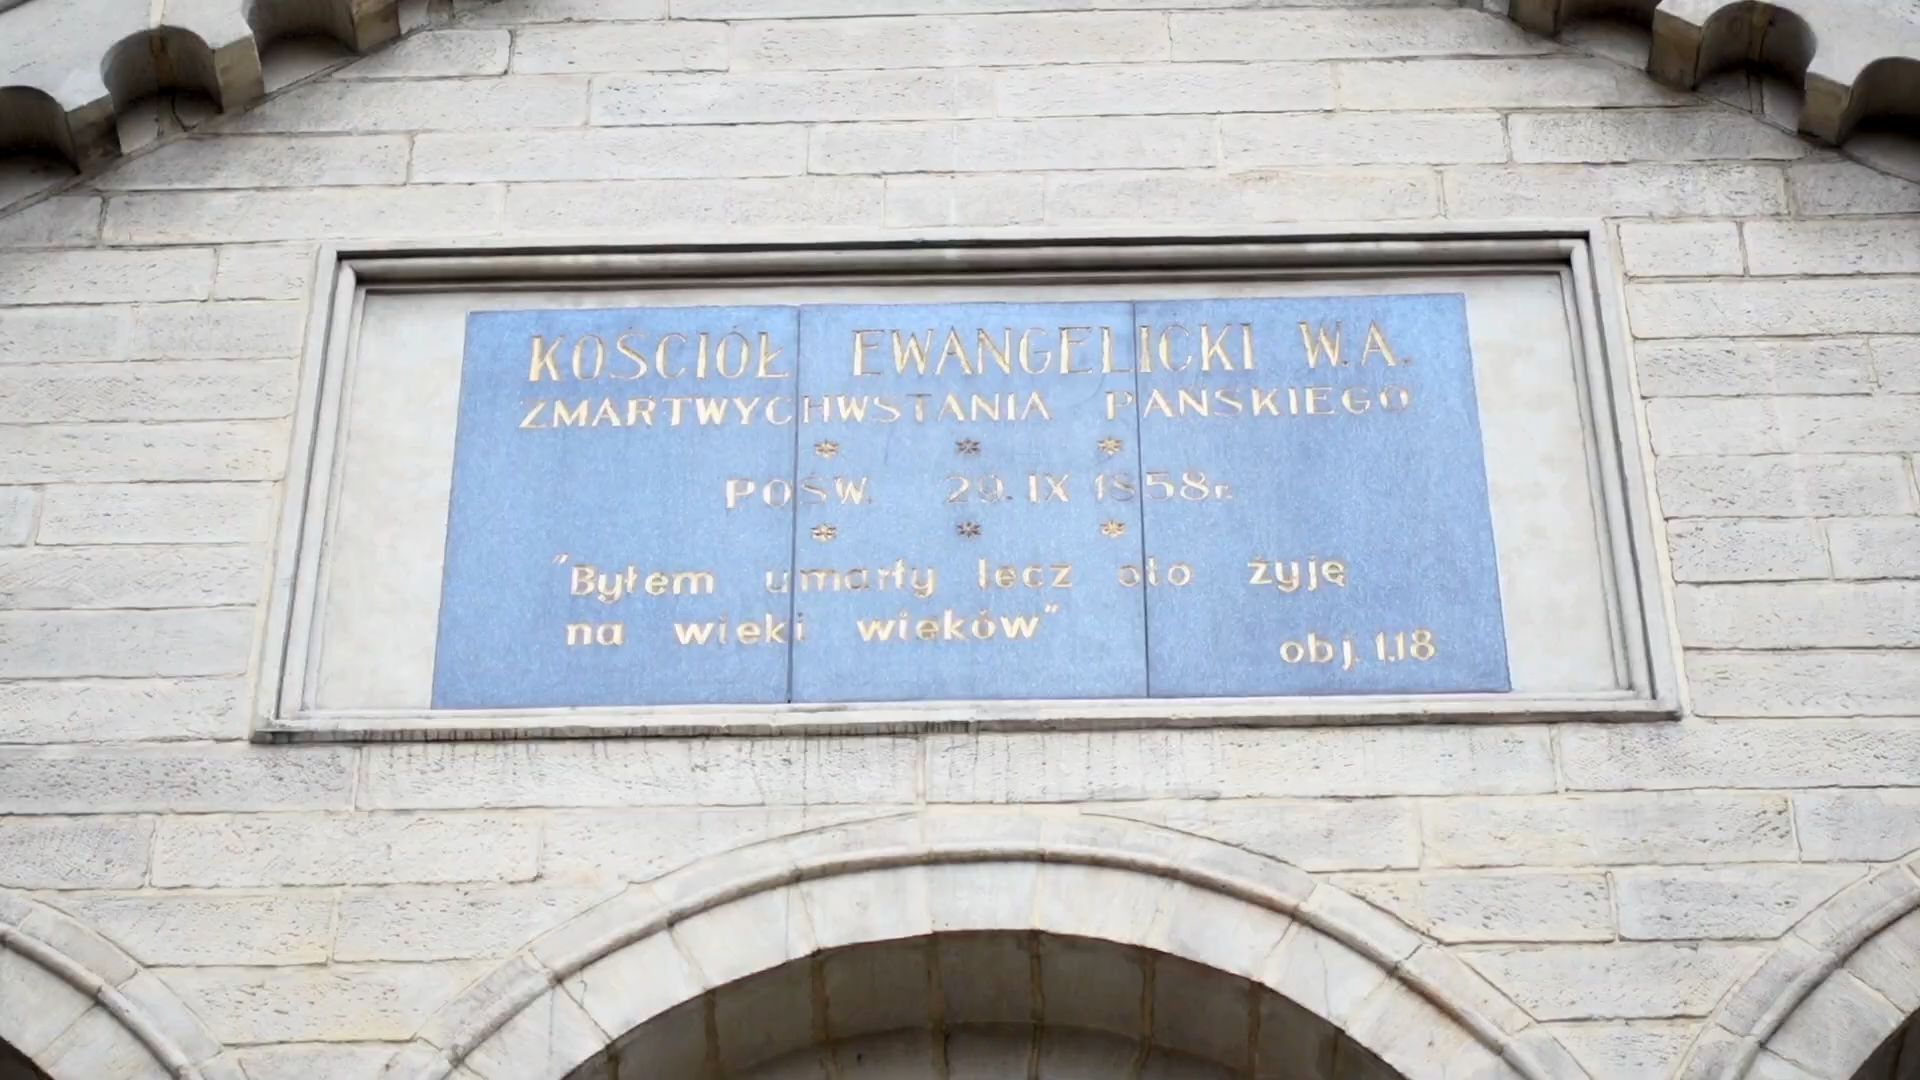 KOŚCIÓŁ EWANGELICKI W.A.
ZMARTWYCHWSTANIA PAŃSKIEGO
POŚW. 29. IX 1858r.
"Byłem umarły lecz oto żyję
na wieki wieków"
obj. 1.18